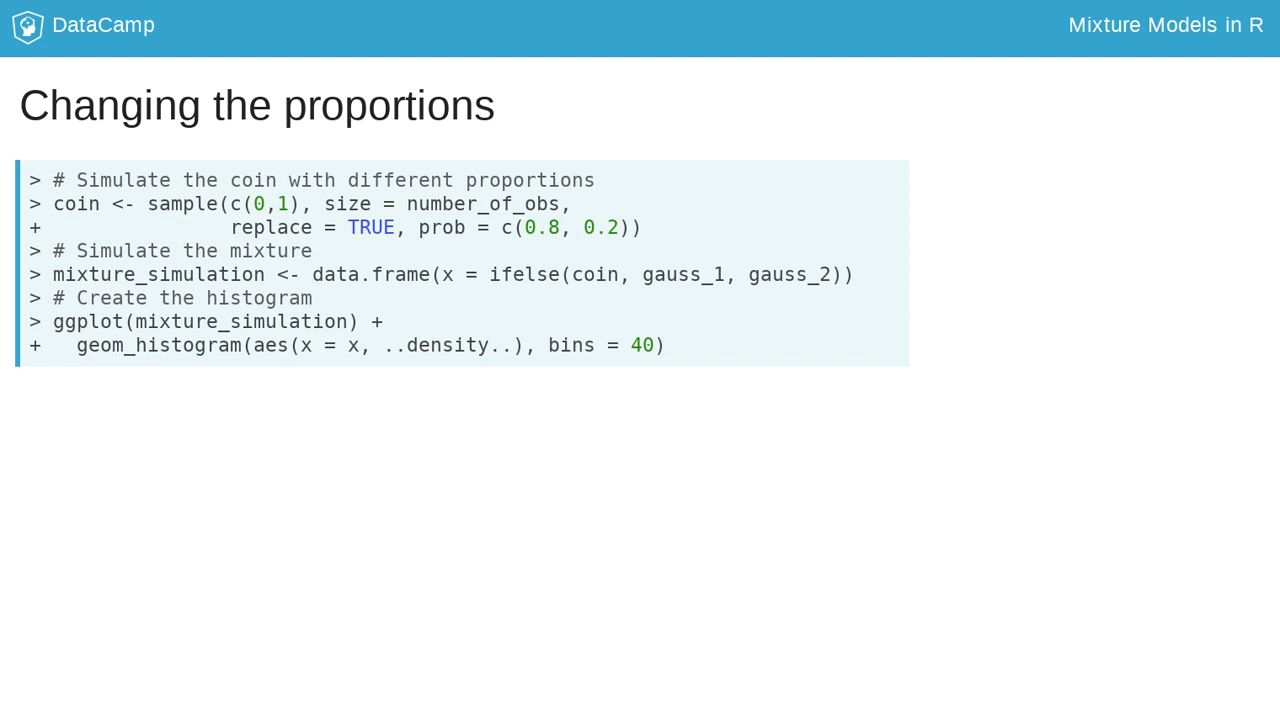 DataCamp
Mixture Models in R
Changing the proportions
> # Simulate the coin with different proportions
> coin <- sample(c(0,1), size = number_of_obs,
+                replace = TRUE, prob = c(0.8, 0.2))
> # Simulate the mixture
> mixture_simulation <- data.frame(x = ifelse(coin, gauss_1, gauss_2))
> # Create the histogram
> ggplot(mixture_simulation) +
+   geom_histogram(aes(x = x, ..density..), bins = 40)